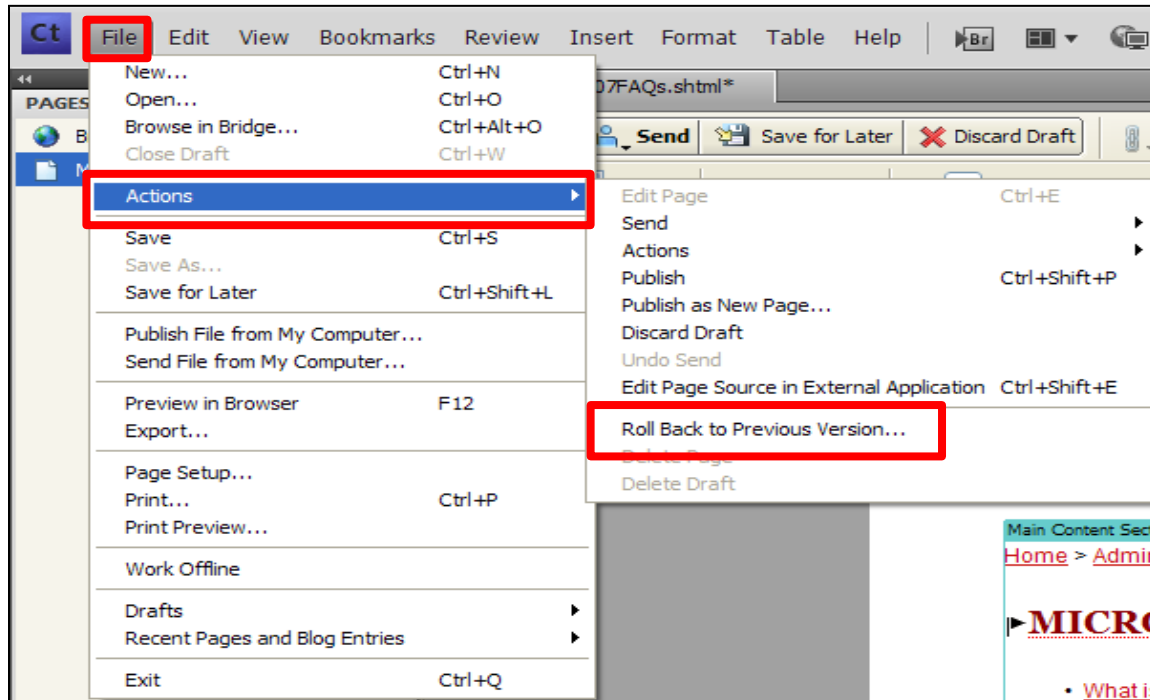 Ct File Edit View Bookmarks Review Insert Format Table Help Br
PAGES
07FAQs.shtml*
Send Save for Later Discard Draft
New... Ctrl+N
Open... Ctrl+O
Browse in Bridge... Ctrl+Alt+O
Close Draft Ctrl+W
Actions
Save Ctrl+S
Save As...
Save for Later Ctrl+Shift+L
Publish File from My Computer...
Send File from My Computer...
Preview in Browser F12
Export...
Page Setup...
Print... Ctrl+P
Print Preview...
Work Offline
Drafts
Recent Pages and Blog Entries
Exit Ctrl+Q
Edit Page Ctrl+E
Send
Actions
Publish Ctrl+Shift+P
Publish as New Page...
Discard Draft
Undo Send
Edit Page Source in External Application Ctrl+Shift+E
Roll Back to Previous Version...
Delete Page
Delete Draft
Main Content Sec
Home > Admi
MICR
What is